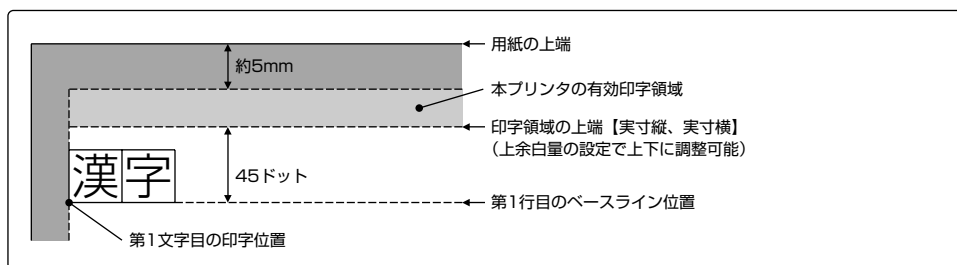 用紙の上端
約5mm
本プリンタの有効印字領域
印字領域の上端【実寸縦、実寸横】
（上余白量の設定で上下に調整可能）
漢字
45ドット
第1行目のベースライン位置
第1文字目の印字位置